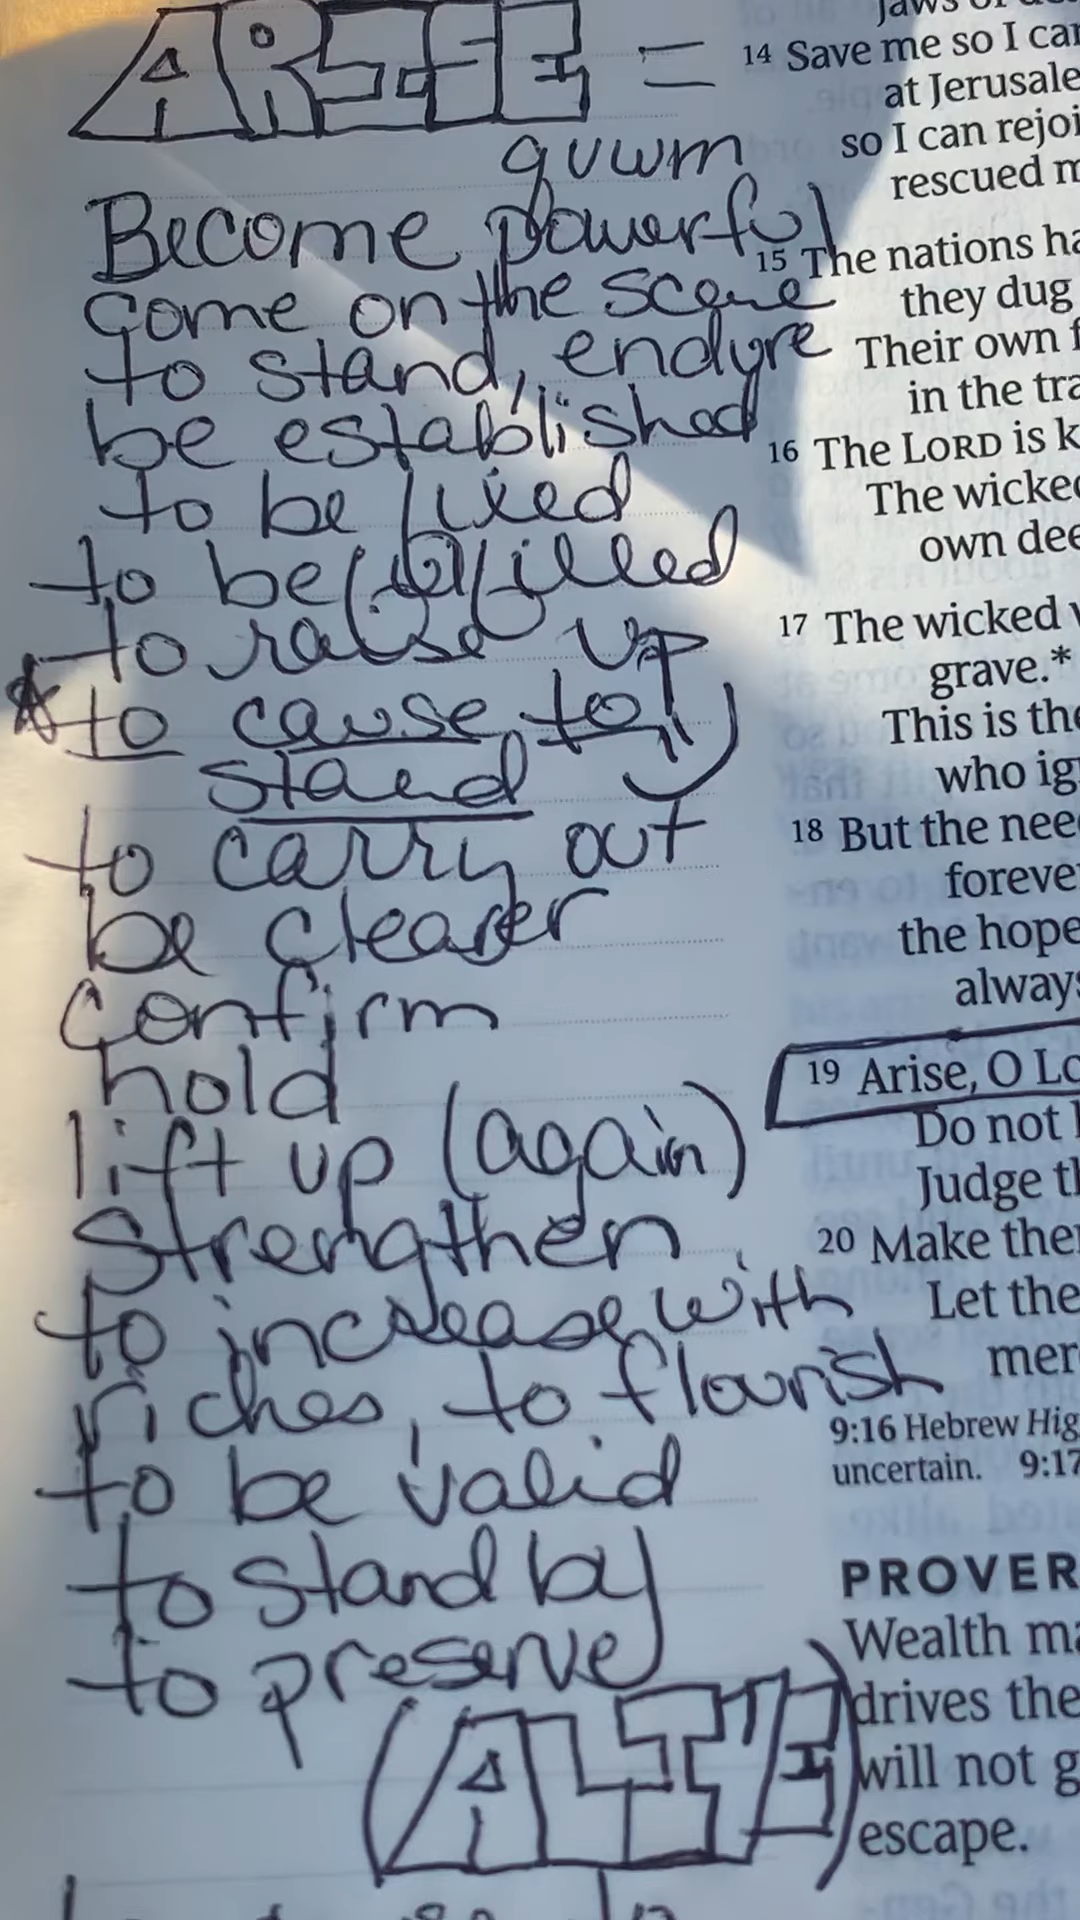 ARISE =
quwm
Become powerful
come on the scene
to stand, endure
be established
to be fixed
to be fulfilled
to raise up
to cause to
stand
to carry out
be clearer
confirm
hold
lift up (again)
strengthen
to increase with
riches, to flourish
to be valid
to stand by
to preserve
(ALIVE)
14 Save me so I can
at Jerusale
so I can rejoi
rescued m
15 The nations ha
they dug
Their own f
in the tra
16 The LORD is k
The wicked
own dee
17 The wicked
grave.*
This is the
who ig
18 But the nee
foreve
the hope
always
19 Arise, O Lo
Do not
Judge t
20 Make the
Let the
mer
9:16 Hebrew Hig
uncertain. 9:17
PROVER
Wealth ma
drives the
will not g
escape.